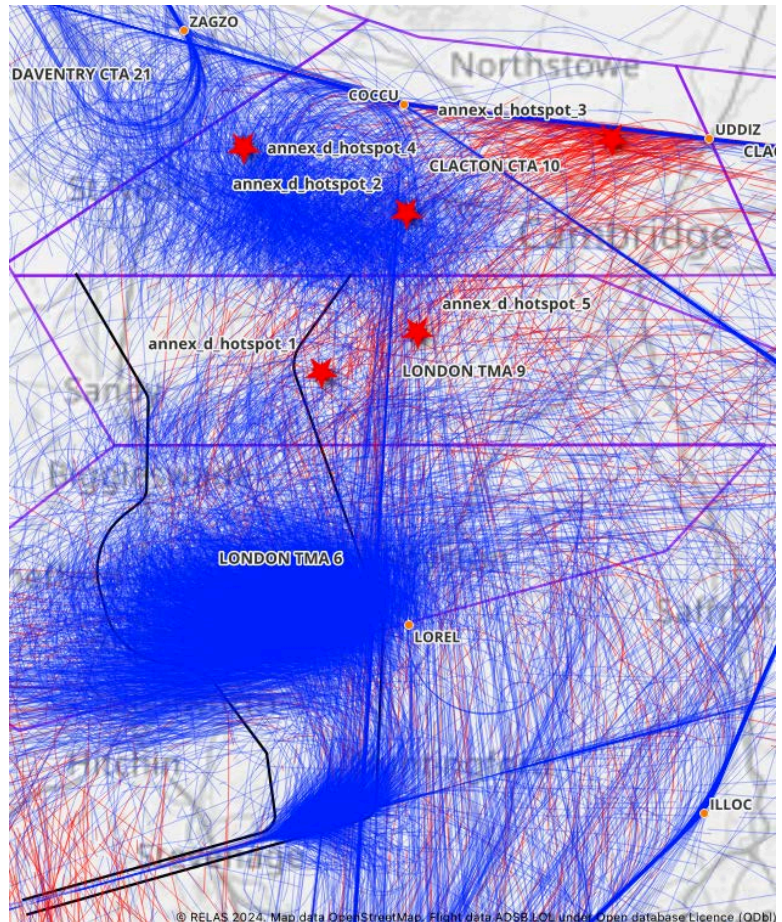 ZAGZO
DAVENTRY CTA 21
Northstowe
COCCU
annex_d_hotspot_3
UDDIZ
CLAC
annex_d_hotspot_4
CLACTON CTA 10
annex_d_hotspot_2
Cambridge
annex_d_hotspot_5
annex_d_hotspot_1
LONDON TMA 9
Sandy
LONDON TMA 6
LOREL
Hitchin
ILLOC
© RELAS 2024. Map data OpenStreetMap. Flight data ADSB.LOL under Open database Licence (ODbL)